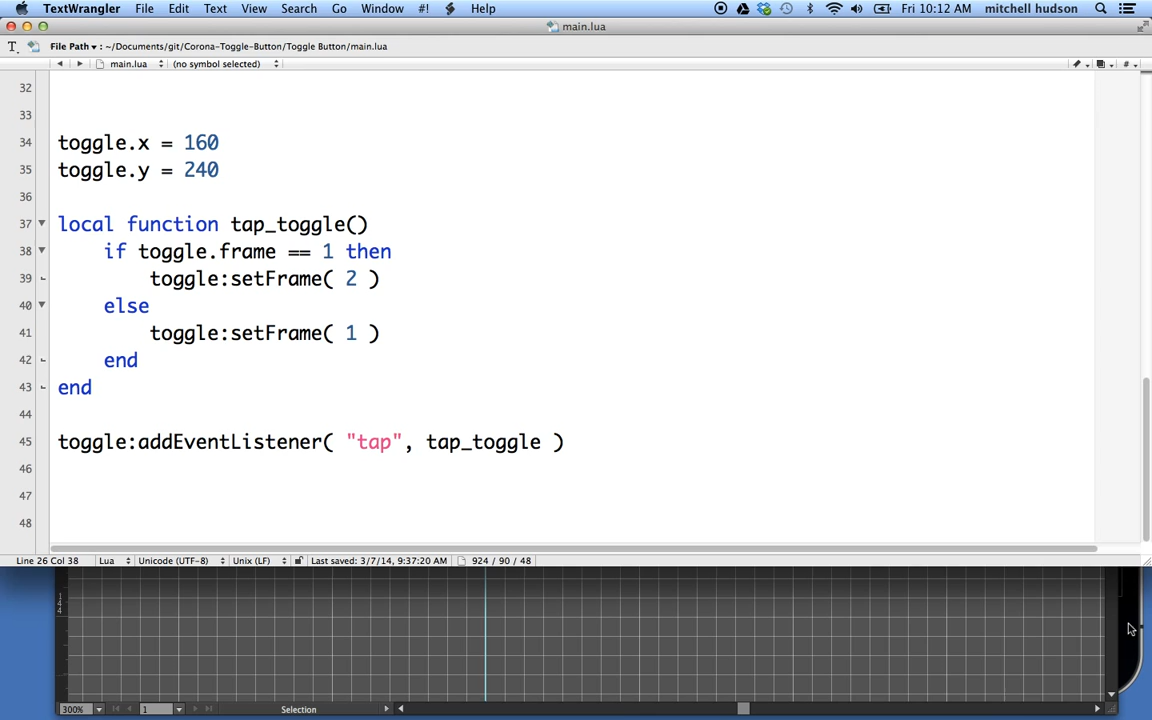 TextWrangler File Edit Text View Search Go Window #! Help Fri 10:12 AM mitchell hudson
main.lua
File Path ▾ : ~/Documents/git/Corona-Toggle-Button/Toggle Button/main.lua
main.lua (no symbol selected) #
32
33
34 toggle.x = 160
35 toggle.y = 240
36
37 local function tap_toggle()
38 if toggle.frame == 1 then
39 toggle:setFrame( 2 )
40 else
41 toggle:setFrame( 1 )
42 end
43 end
44
45 toggle:addEventListener( "tap", tap_toggle )
46
47
48
Line 26 Col 38 Lua Unicode (UTF-8) Unix (LF) Last saved: 3/7/14, 9:37:20 AM 924 / 90 / 48
1
4
4
300% 1 Selection